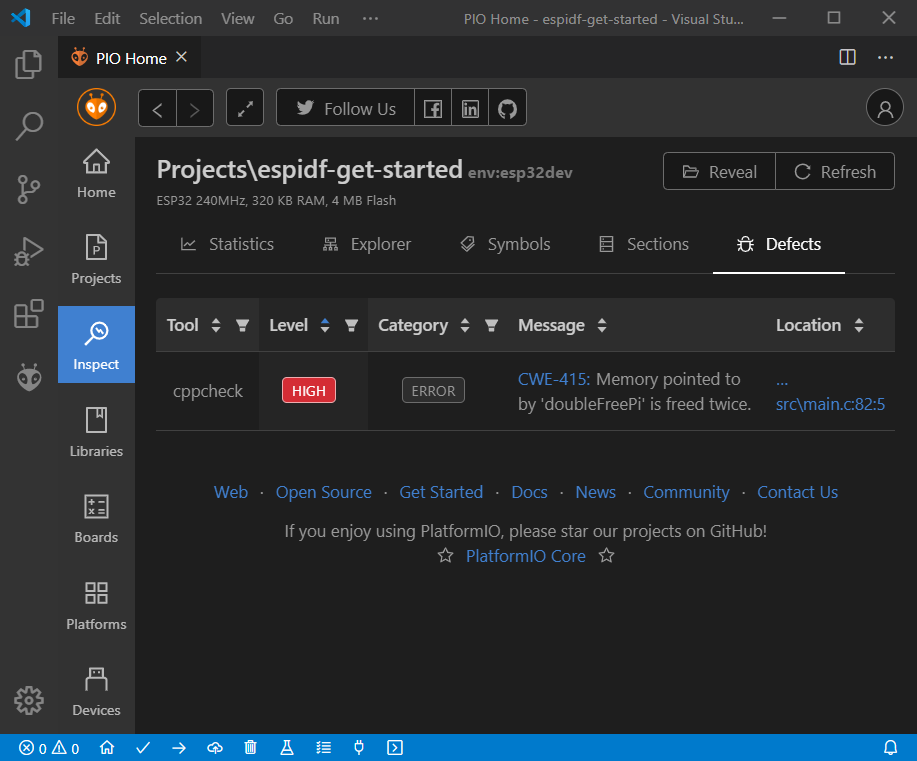 File Edit Selection View Go Run ··· PIO Home - espidf-get-started - Visual Stu...
PIO Home
Follow Us
Projects\espidf-get-started env:esp32dev
Reveal Refresh
ESP32 240MHz, 320 KB RAM, 4 MB Flash
Home
Projects
Inspect
Libraries
Boards
Platforms
Devices
Statistics Explorer Symbols Sections Defects
Tool Level Category Message Location
cppcheck HIGH ERROR CWE-415: Memory pointed to
by 'doubleFreePi' is freed twice.
...
src\main.c:82:5
Web · Open Source · Get Started · Docs · News · Community · Contact Us
If you enjoy using PlatformIO, please star our projects on GitHub!
PlatformIO Core
0 0